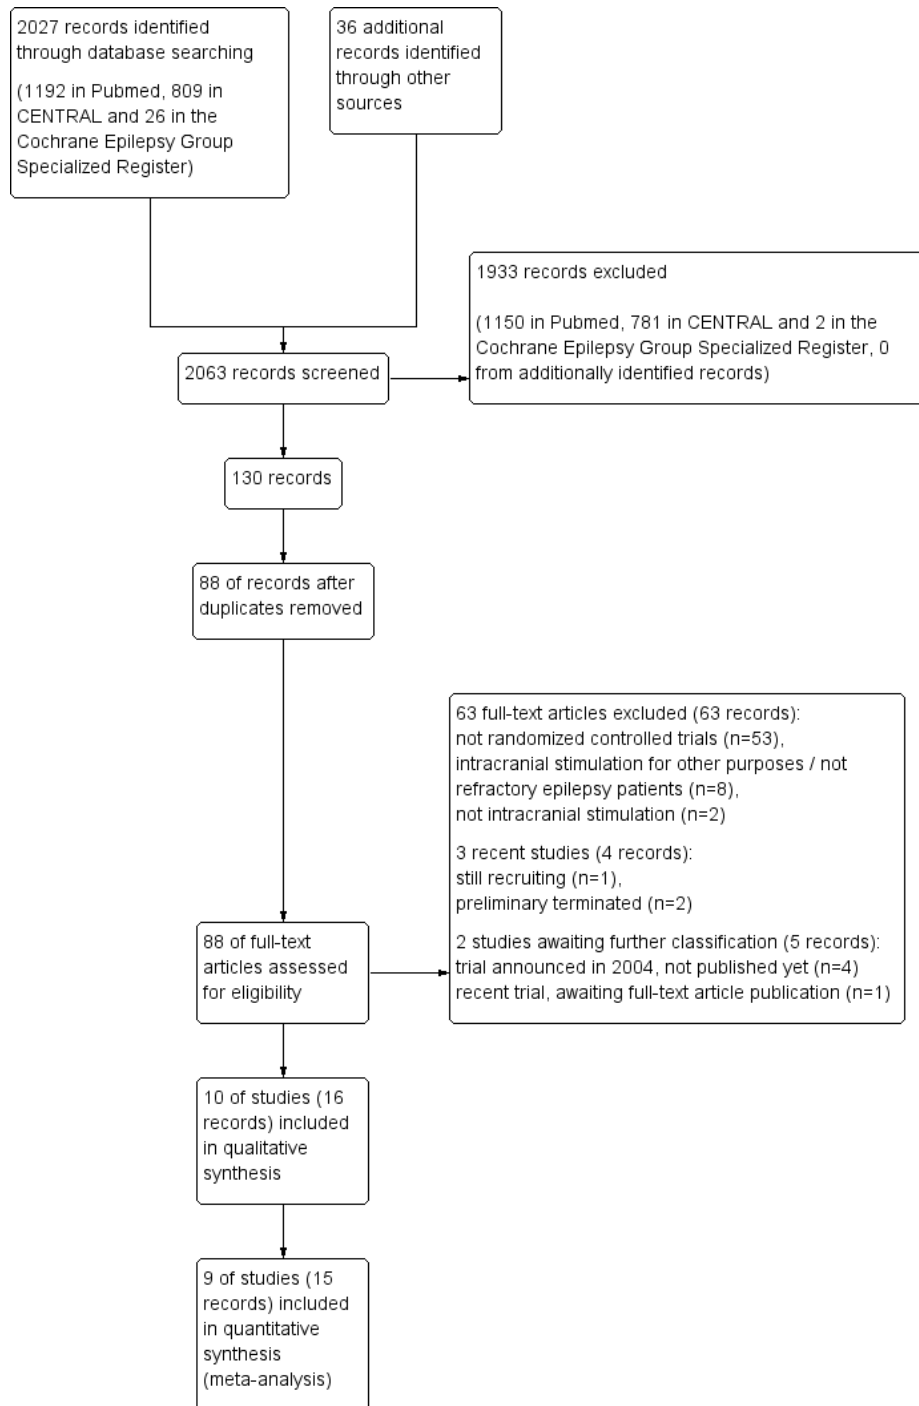 2027 records identified
through database searching
(1192 in Pubmed, 809 in
CENTRAL and 26 in the
Cochrane Epilepsy Group
Specialized Register)
36 additional
records identified
through other
sources
1933 records excluded
(1150 in Pubmed, 781 in CENTRAL and 2 in the
Cochrane Epilepsy Group Specialized Register, 0
from additionally identified records)
2063 records screened
130 records
88 of records after
duplicates removed
63 full-text articles excluded (63 records):
not randomized controlled trials (n=53),
intracranial stimulation for other purposes / not
refractory epilepsy patients (n=8),
not intracranial stimulation (n=2)
3 recent studies (4 records):
still recruiting (n=1),
preliminary terminated (n=2)
2 studies awaiting further classification (5 records):
trial announced in 2004, not published yet (n=4)
recent trial, awaiting full-text article publication (n=1)
88 of full-text
articles assessed
for eligibility
10 of studies (16
records) included
in qualitative
synthesis
9 of studies (15
records) included
in quantitative
synthesis
(meta-analysis)